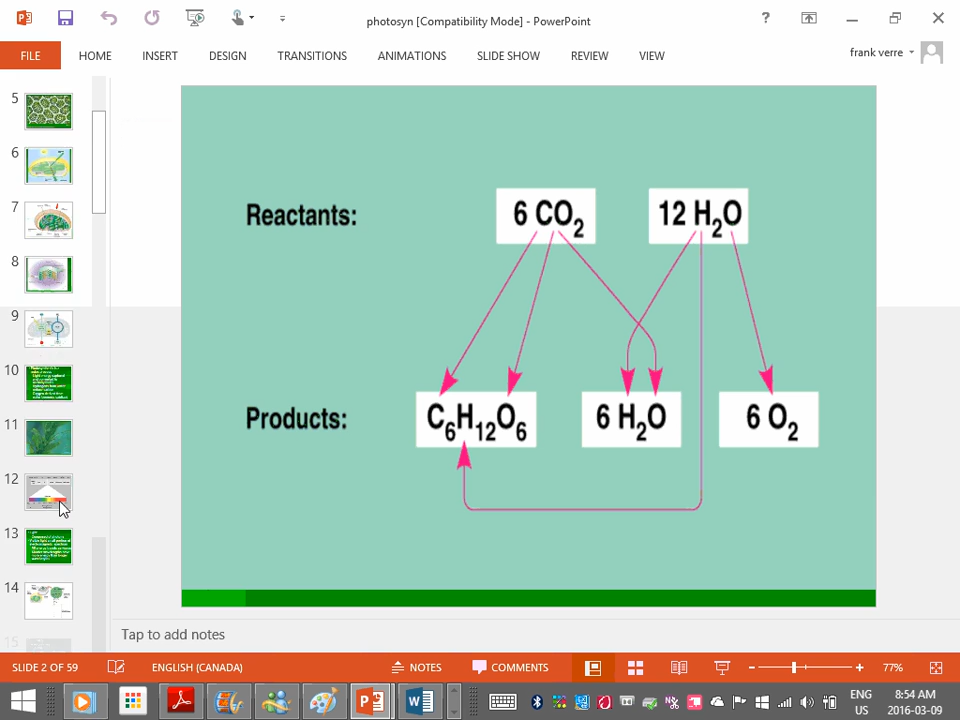 photosyn [Compatibility Mode] - PowerPoint
?
FILE HOME INSERT DESIGN TRANSITIONS ANIMATIONS SLIDE SHOW REVIEW VIEW
frank verre
5
6
7
8
9
10
11
12
13
14
15
Reactants: 6 CO2 12 H2O
Products: C6H12O6 6 H2O 6 O2
Tap to add notes
SLIDE 2 OF 59 ENGLISH (CANADA) NOTES COMMENTS 77%
ENG 8:54 AM
US 2016-03-09